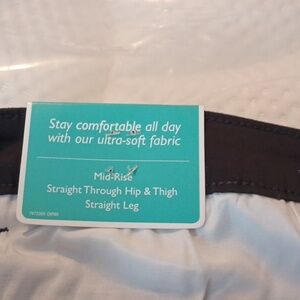 Stay comfortable all day
with our ultra-soft fabric
Mid-Rise
Straight Through Hip & Thigh
Straight Leg